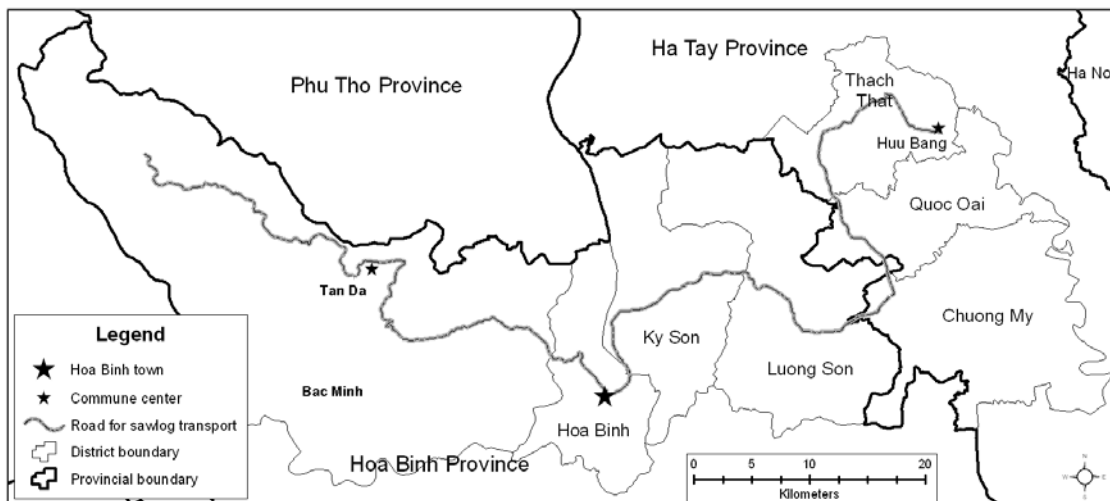 Ha Tay Province
Ha No
Phu Tho Province
Thach
That
Huu Bang
Quoc Oai
Tan Da
Chuong My
Ky Son
Luong Son
Bac Minh
Hoa Binh
Hoa Binh Province
Legend
Hoa Binh town
Commune center
Road for sawlog transport
District boundary
Provincial boundary
0 5 10 20
Kilometers
N
W E
S